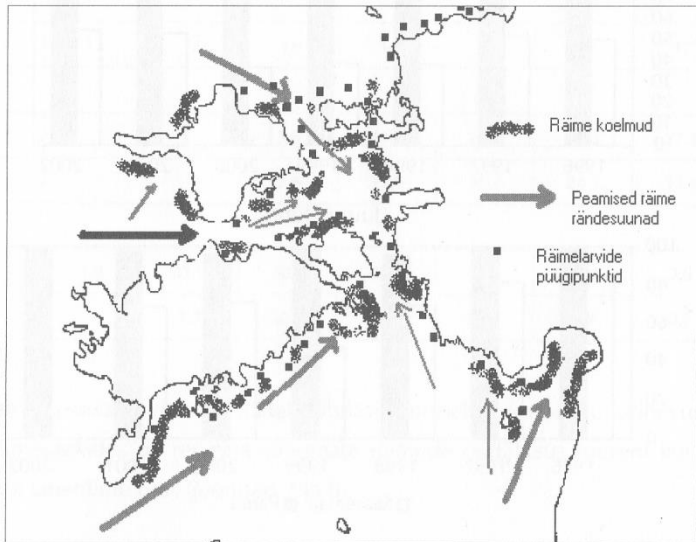 Räime koelmud
Peamised räime
rändesuunad
Räimelarvide
püügipunktid